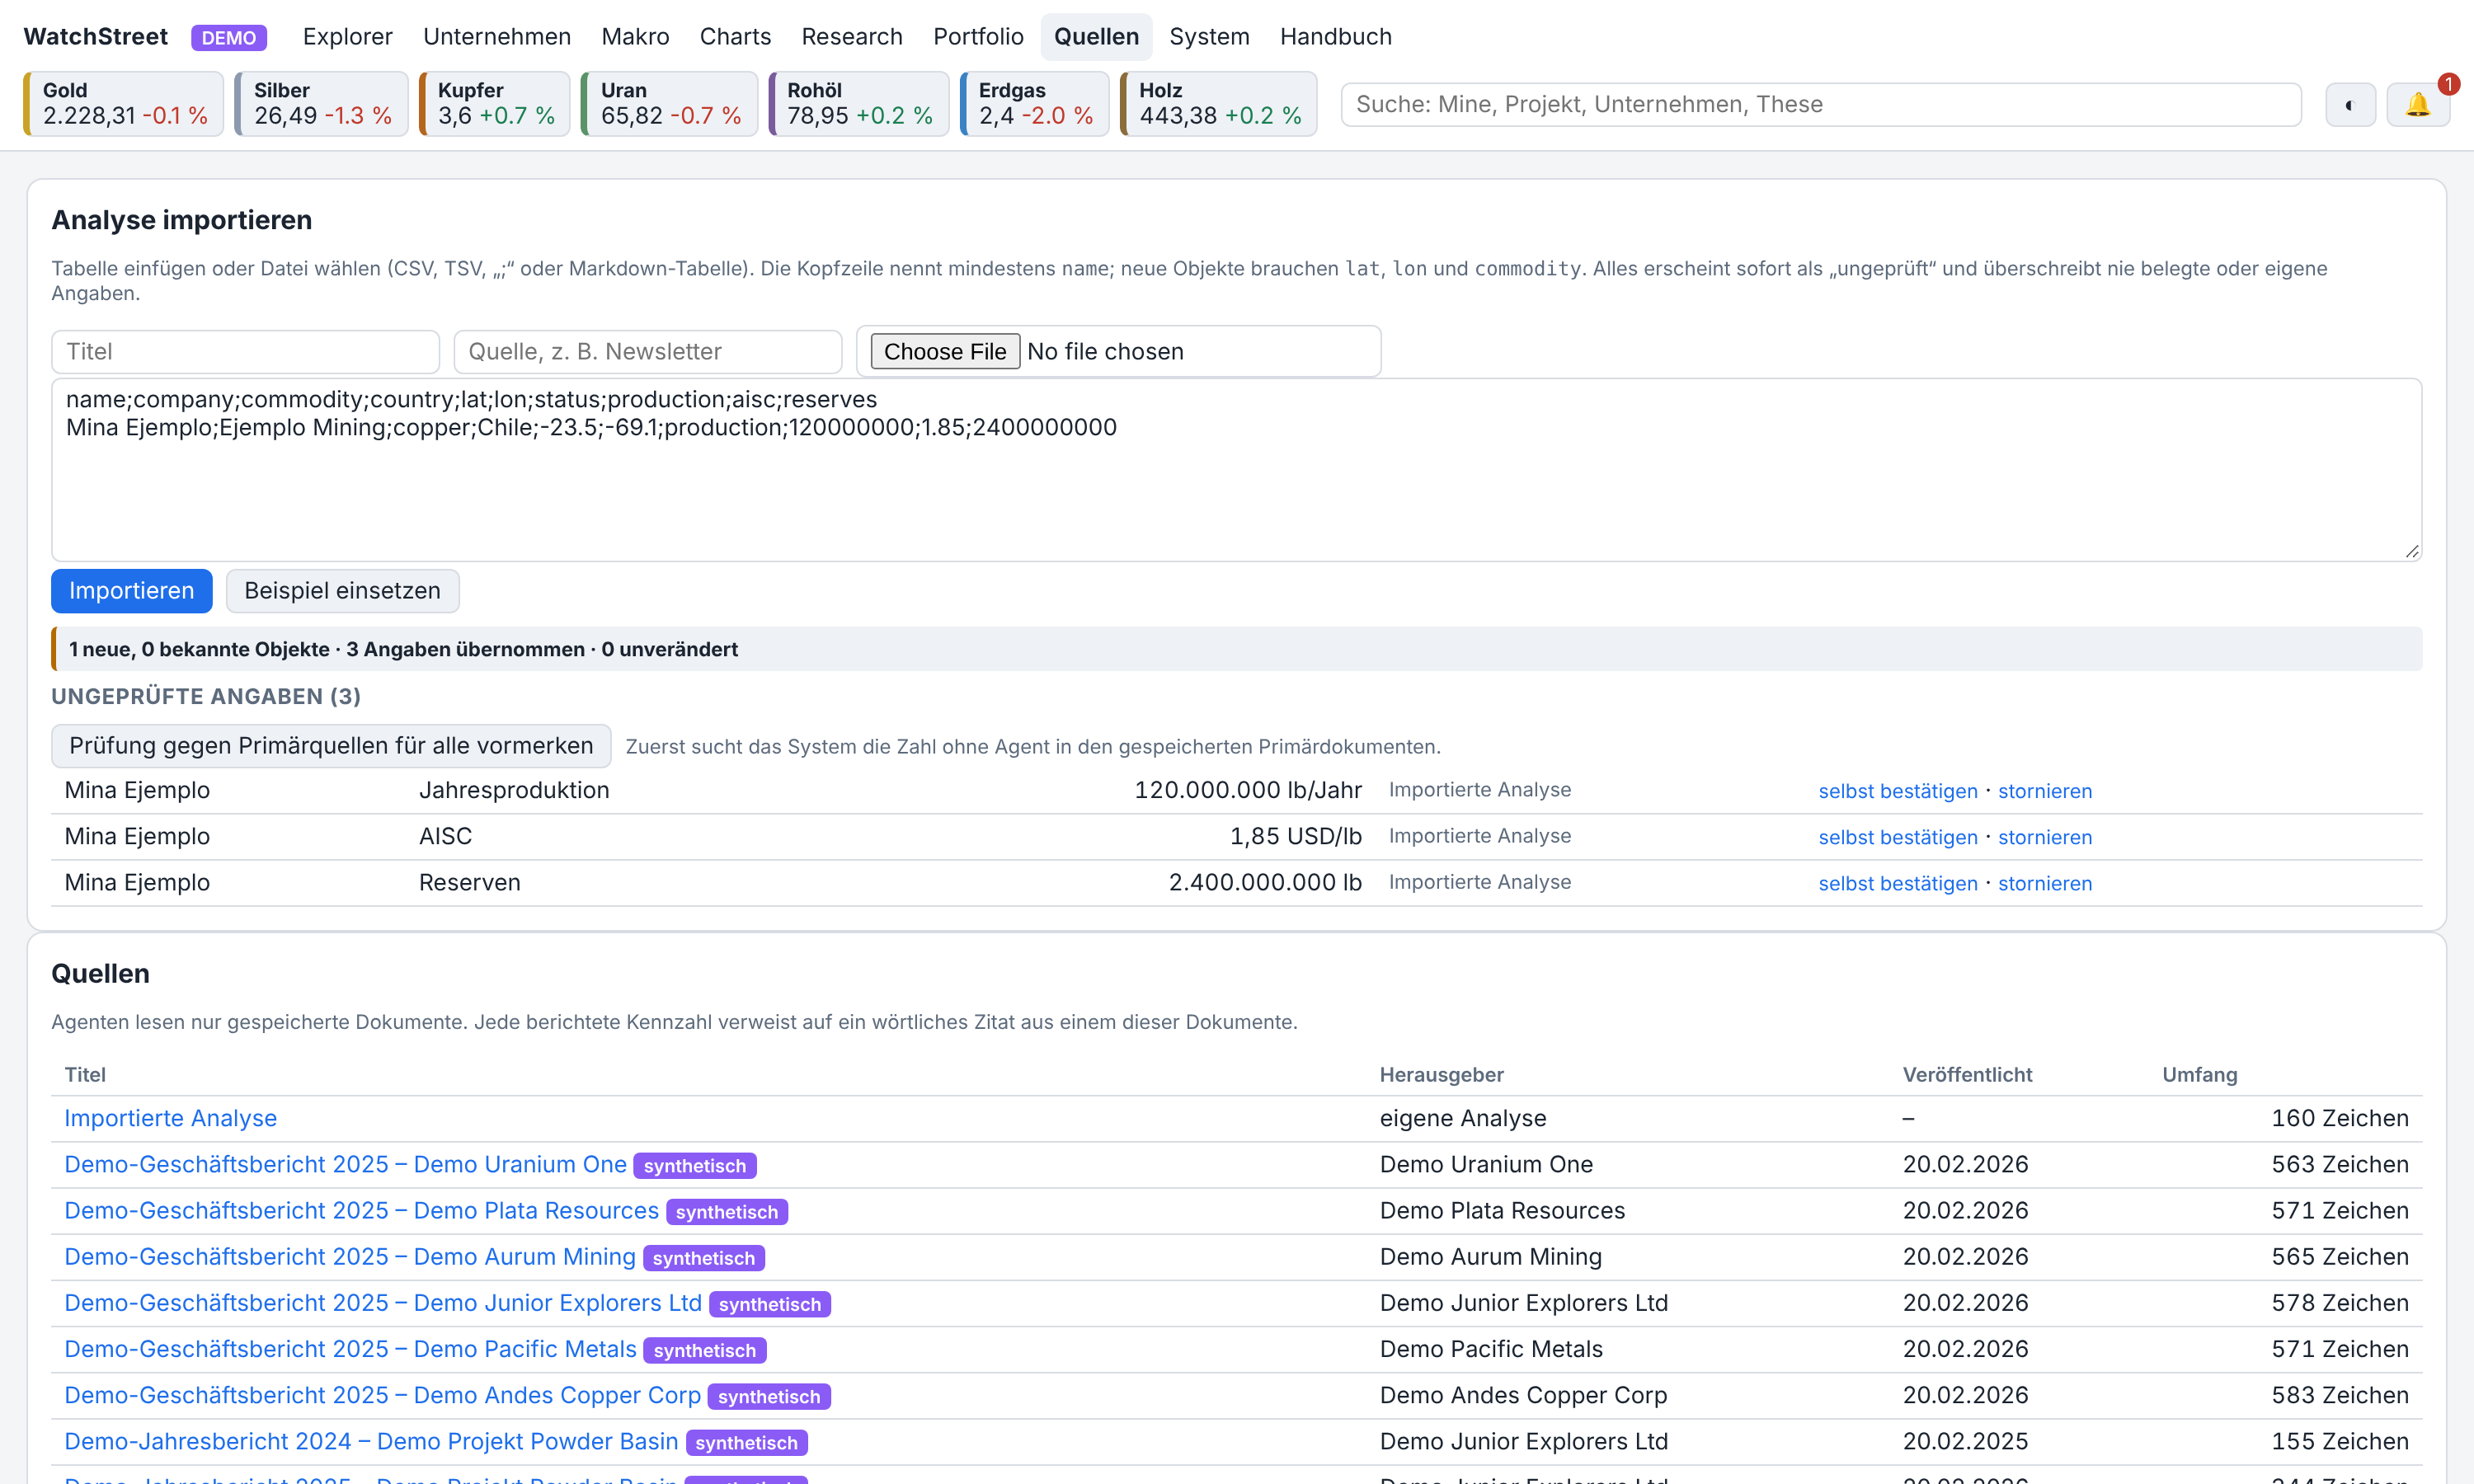 WatchStreet DEMO Explorer Unternehmen Makro Charts Research Portfolio Quellen System Handbuch
Gold
2.228,31 -0.1 %
Silber
26,49 -1.3 %
Kupfer
3,6 +0.7 %
Uran
65,82 -0.7 %
Rohöl
78,95 +0.2 %
Erdgas
2,4 -2.0 %
Holz
443,38 +0.2 %
Suche: Mine, Projekt, Unternehmen, These
1
Analyse importieren
Tabelle einfügen oder Datei wählen (CSV, TSV, „;“ oder Markdown-Tabelle). Die Kopfzeile nennt mindestens name; neue Objekte brauchen lat, lon und commodity. Alles erscheint sofort als „ungeprüft“ und überschreibt nie belegte oder eigene
Angaben.
Titel
Quelle, z. B. Newsletter
Choose File No file chosen
name;company;commodity;country;lat;lon;status;production;aisc;reserves
Mina Ejemplo;Ejemplo Mining;copper;Chile;-23.5;-69.1;production;120000000;1.85;2400000000
Importieren Beispiel einsetzen
1 neue, 0 bekannte Objekte · 3 Angaben übernommen · 0 unverändert
UNGEPRÜFTE ANGABEN (3)
Prüfung gegen Primärquellen für alle vormerken Zuerst sucht das System die Zahl ohne Agent in den gespeicherten Primärdokumenten.
Mina Ejemplo Jahresproduktion 120.000.000 lb/Jahr Importierte Analyse selbst bestätigen · stornieren
Mina Ejemplo AISC 1,85 USD/lb Importierte Analyse selbst bestätigen · stornieren
Mina Ejemplo Reserven 2.400.000.000 lb Importierte Analyse selbst bestätigen · stornieren
Quellen
Agenten lesen nur gespeicherte Dokumente. Jede berichtete Kennzahl verweist auf ein wörtliches Zitat aus einem dieser Dokumente.
Titel Herausgeber Veröffentlicht Umfang
Importierte Analyse eigene Analyse – 160 Zeichen
Demo-Geschäftsbericht 2025 – Demo Uranium One synthetisch Demo Uranium One 20.02.2026 563 Zeichen
Demo-Geschäftsbericht 2025 – Demo Plata Resources synthetisch Demo Plata Resources 20.02.2026 571 Zeichen
Demo-Geschäftsbericht 2025 – Demo Aurum Mining synthetisch Demo Aurum Mining 20.02.2026 565 Zeichen
Demo-Geschäftsbericht 2025 – Demo Junior Explorers Ltd synthetisch Demo Junior Explorers Ltd 20.02.2026 578 Zeichen
Demo-Geschäftsbericht 2025 – Demo Pacific Metals synthetisch Demo Pacific Metals 20.02.2026 571 Zeichen
Demo-Geschäftsbericht 2025 – Demo Andes Copper Corp synthetisch Demo Andes Copper Corp 20.02.2026 583 Zeichen
Demo-Jahresbericht 2024 – Demo Projekt Powder Basin synthetisch Demo Junior Explorers Ltd 20.02.2025 155 Zeichen